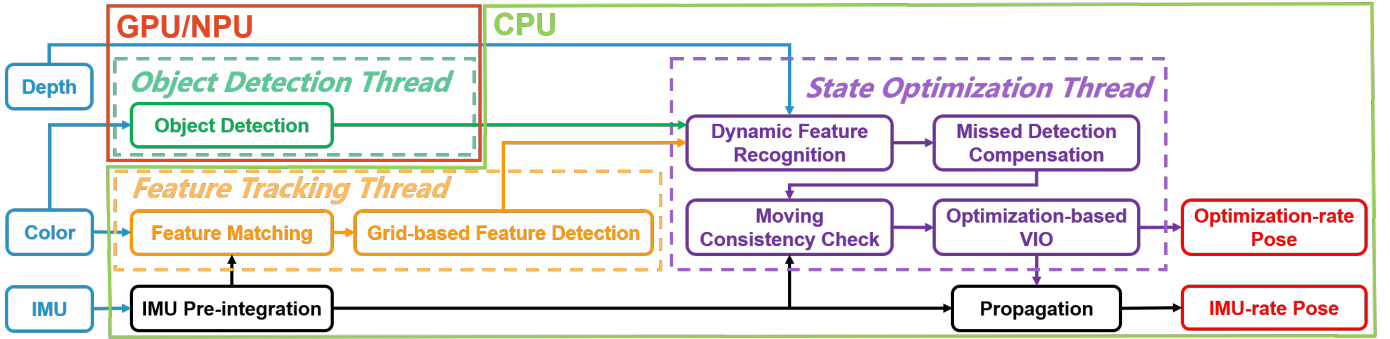 GPU/NPU
CPU
Depth
Object Detection Thread
Object Detection
State Optimization Thread
Dynamic Feature
Recognition
Missed Detection
Compensation
Feature Tracking Thread
Color
Feature Matching
Grid-based Feature Detection
Moving
Consistency Check
Optimization-based
VIO
Optimization-rate
Pose
IMU
IMU Pre-integration
Propagation
IMU-rate Pose